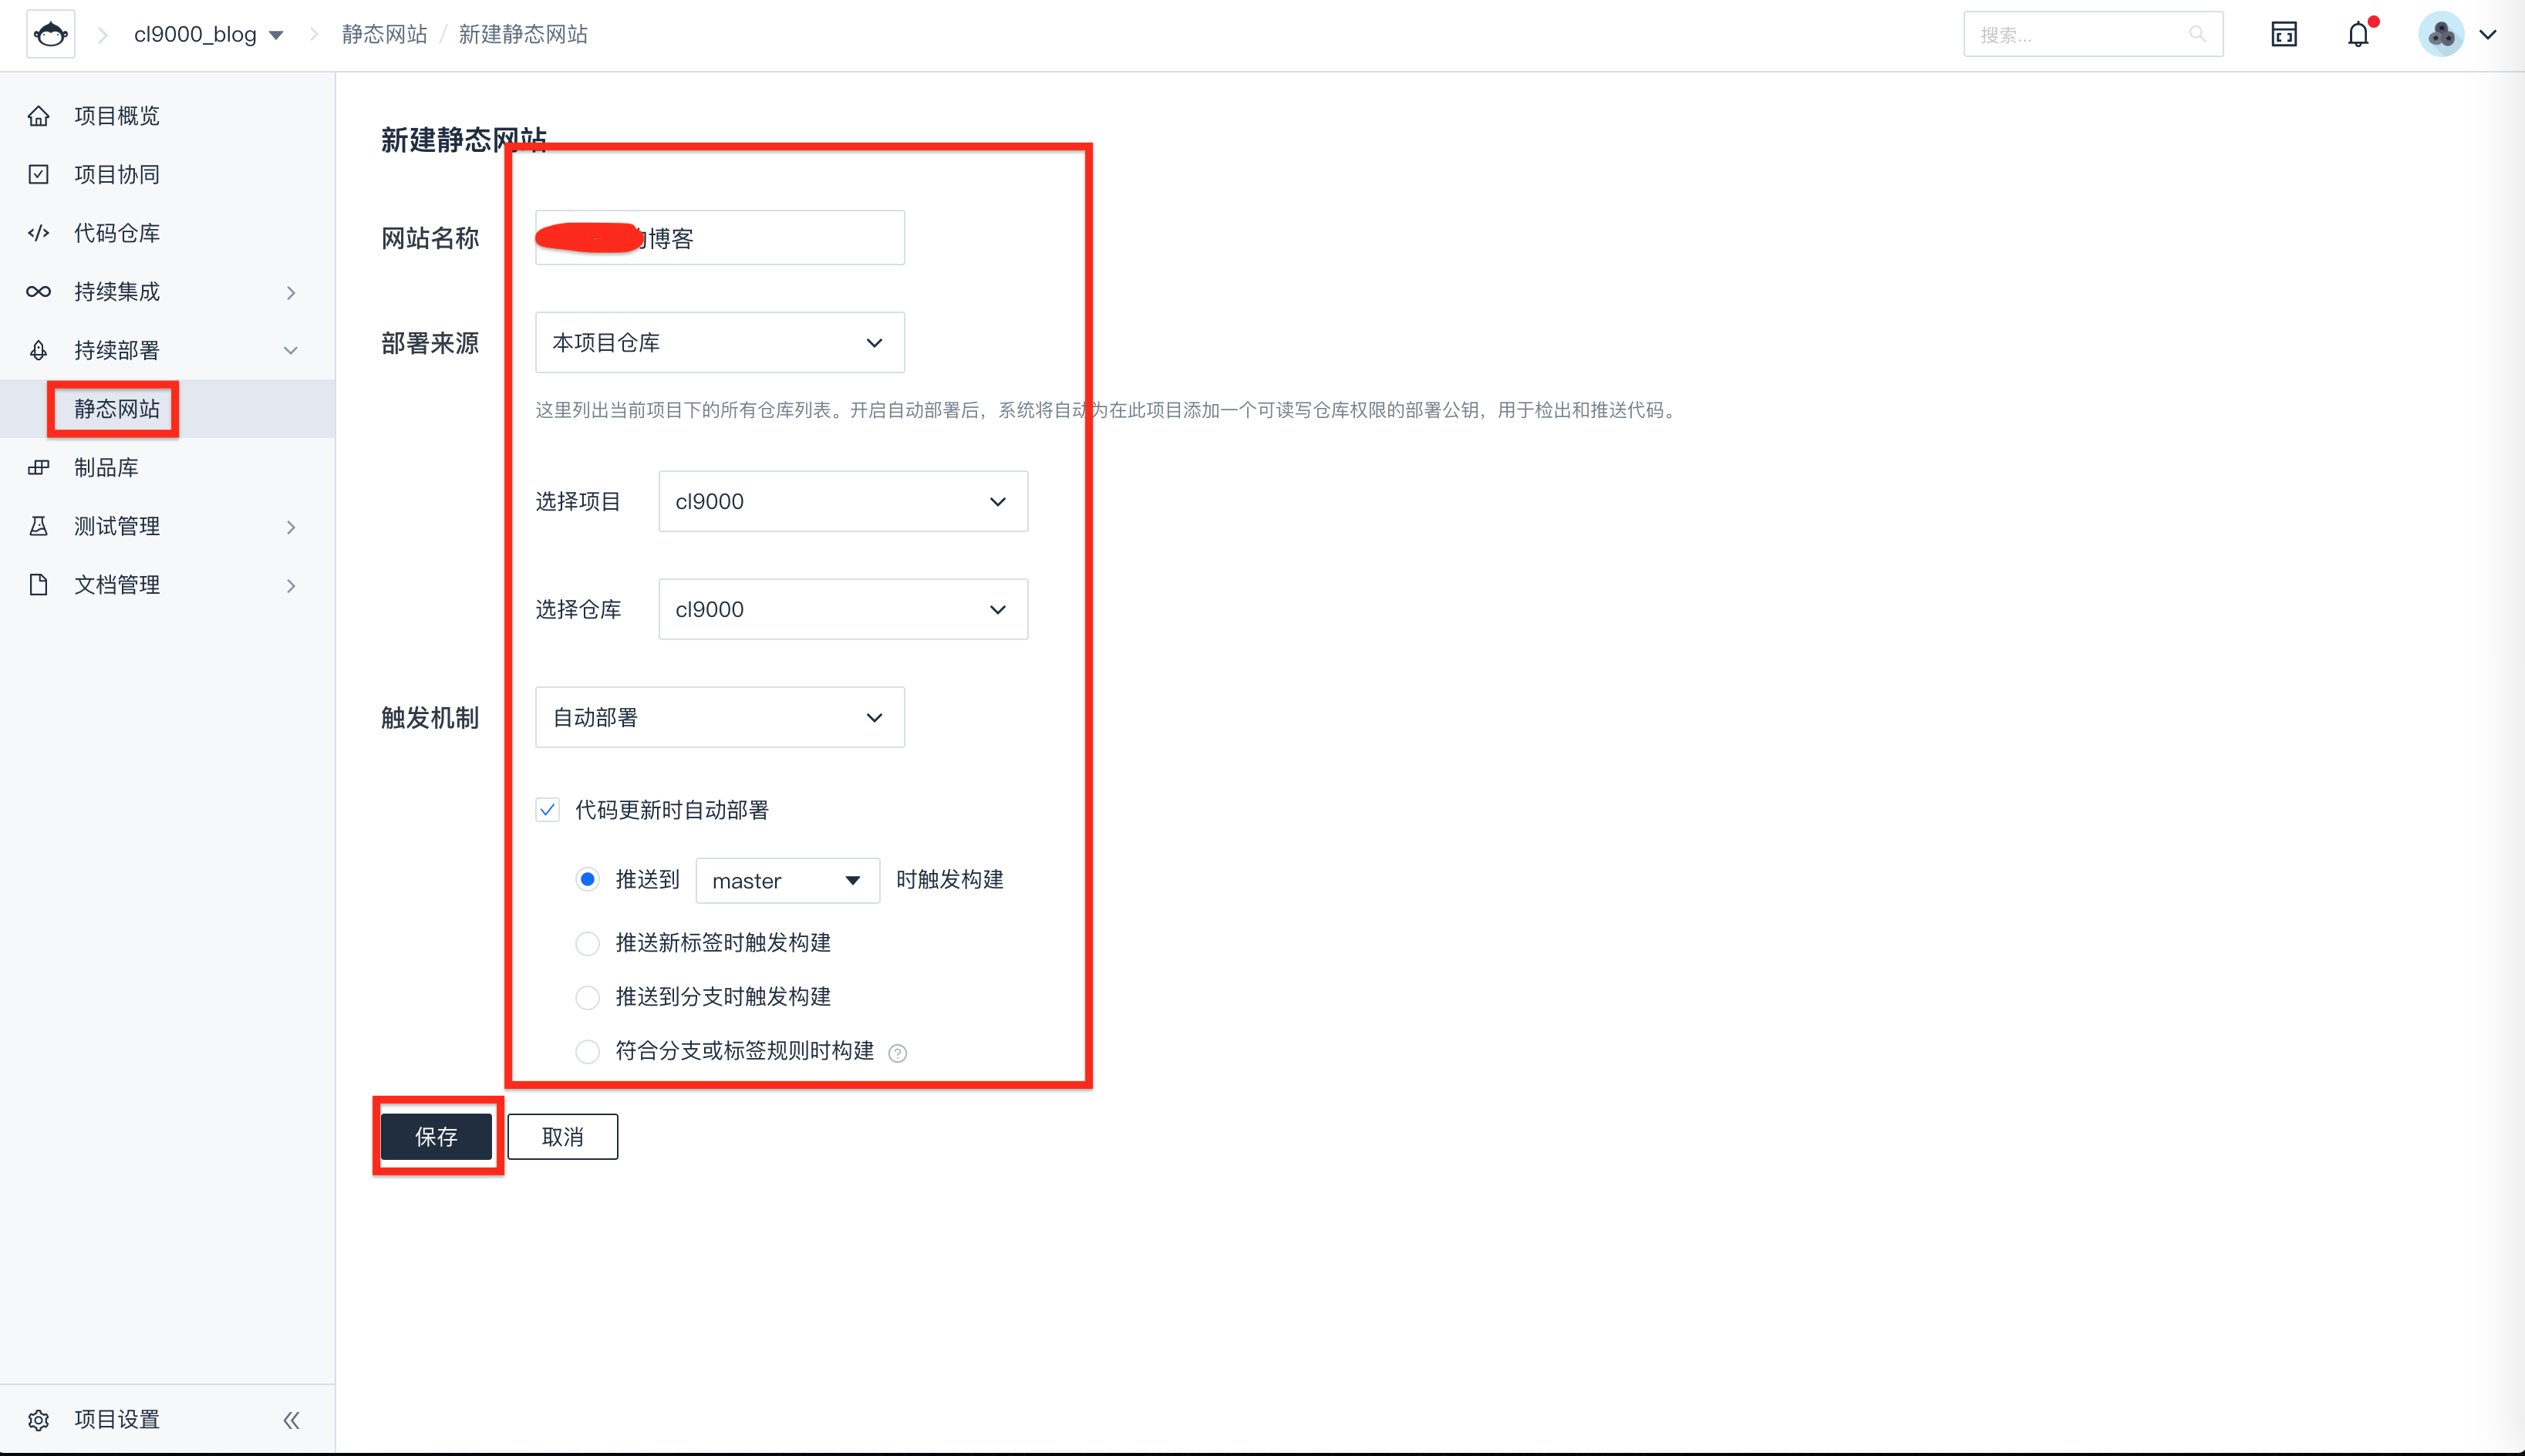 cl9000_blog
静态网站 / 新建静态网站
搜索...
项目概览
项目协同
代码仓库
持续集成
持续部署
静态网站
制品库
测试管理
文档管理
项目设置
新建静态网站
网站名称
的博客
部署来源
本项目仓库
这里列出当前项目下的所有仓库列表。开启自动部署后，系统将自动为在此项目添加一个可读写仓库权限的部署公钥，用于检出和推送代码。
选择项目
cl9000
选择仓库
cl9000
触发机制
自动部署
代码更新时自动部署
推送到 master 时触发构建
推送新标签时触发构建
推送到分支时触发构建
符合分支或标签规则时构建 ?
保存
取消